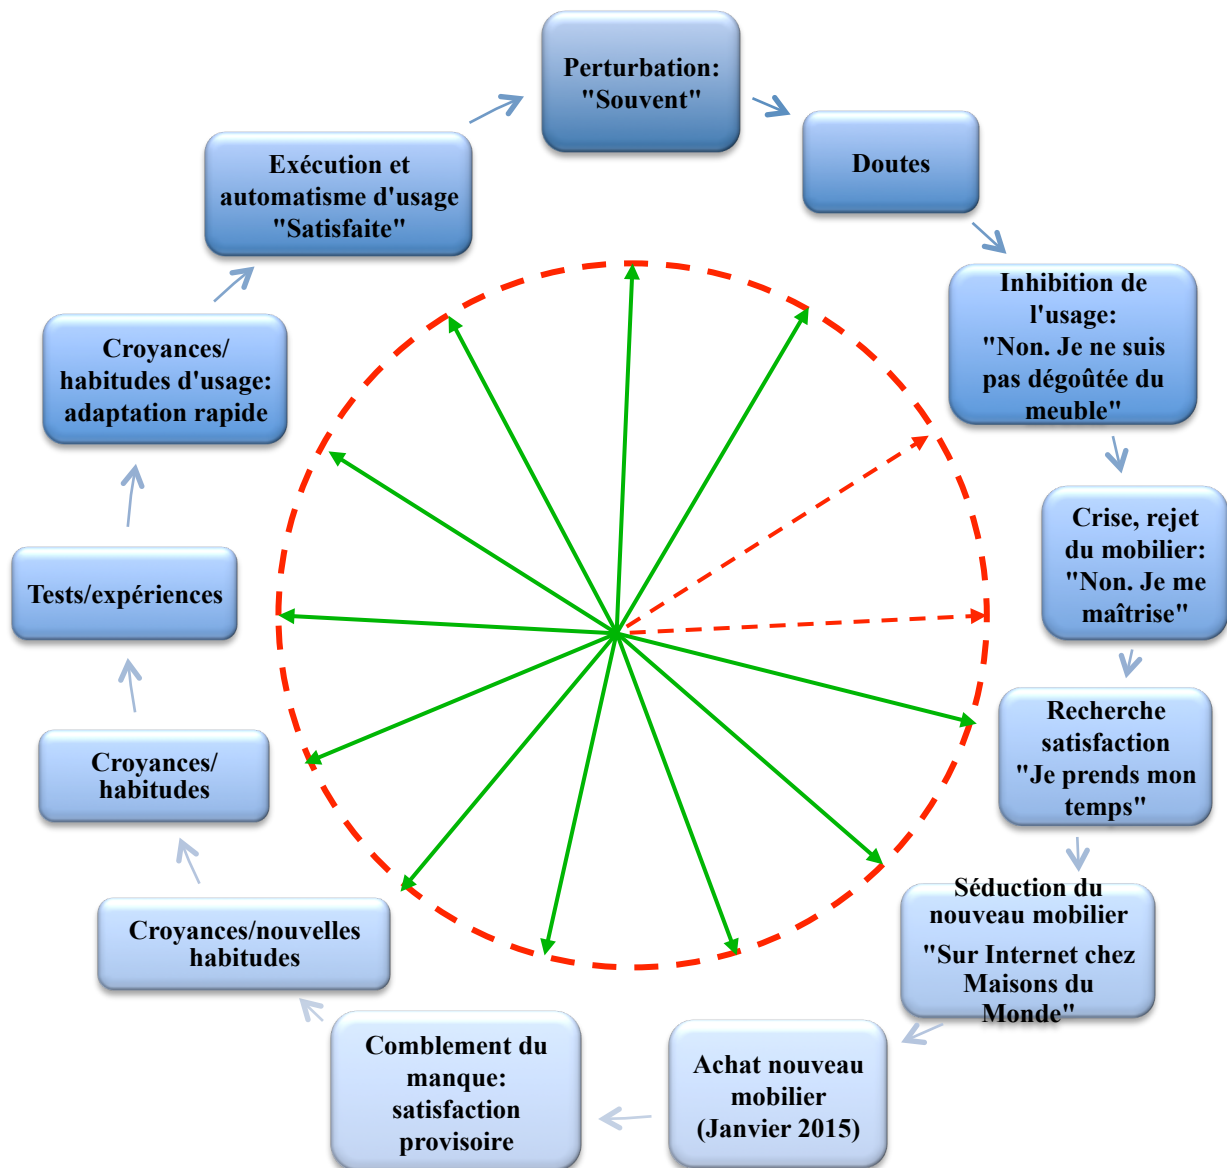 Perturbation:
"Souvent"
Doutes
Inhibition de
l'usage:
"Non. Je ne suis
pas dégoûtée du
meuble"
Crise, rejet
du mobilier:
"Non. Je me
maîtrise"
Recherche
satisfaction
"Je prends mon
temps"
Séduction du
nouveau mobilier
"Sur Internet chez
Maisons du
Monde"
Achat nouveau
mobilier
(Janvier 2015)
Comblement du
manque:
satisfaction
provisoire
Croyances/nouvelles
habitudes
Croyances/
habitudes
Tests/expériences
Croyances/
habitudes d'usage:
adaptation rapide
Exécution et
automatisme d'usage
"Satisfaite"